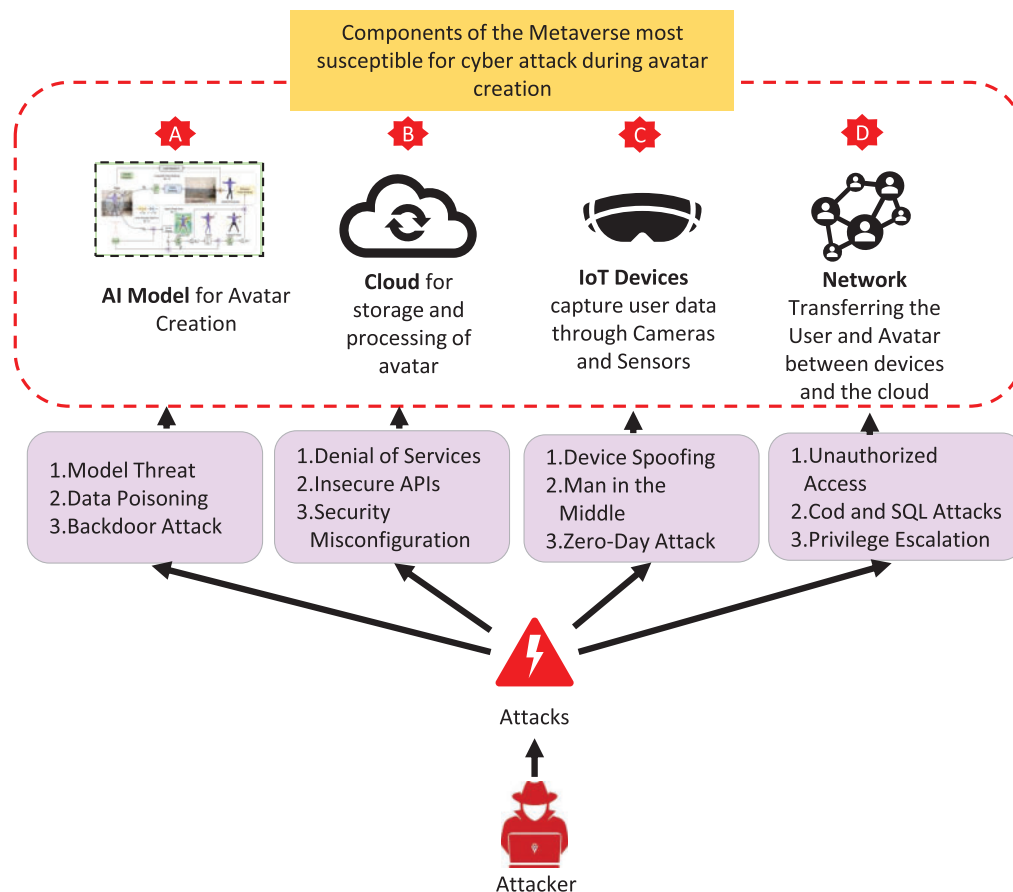 Components of the Metaverse most
susceptible for cyber attack during avatar
creation
A
B
C
D
AI Model for Avatar
Creation
Cloud for
storage and
processing of
avatar
IoT Devices
capture user data
through Cameras
and Sensors
Network
Transferring the
User and Avatar
between devices
and the cloud
1.Model Threat
2.Data Poisoning
3.Backdoor Attack
1.Denial of Services
2.Insecure APIs
3.Security
Misconfiguration
1.Device Spoofing
2.Man in the
Middle
3.Zero-Day Attack
1.Unauthorized
Access
2.Cod and SQL Attacks
3.Privilege Escalation
Attacks
Attacker